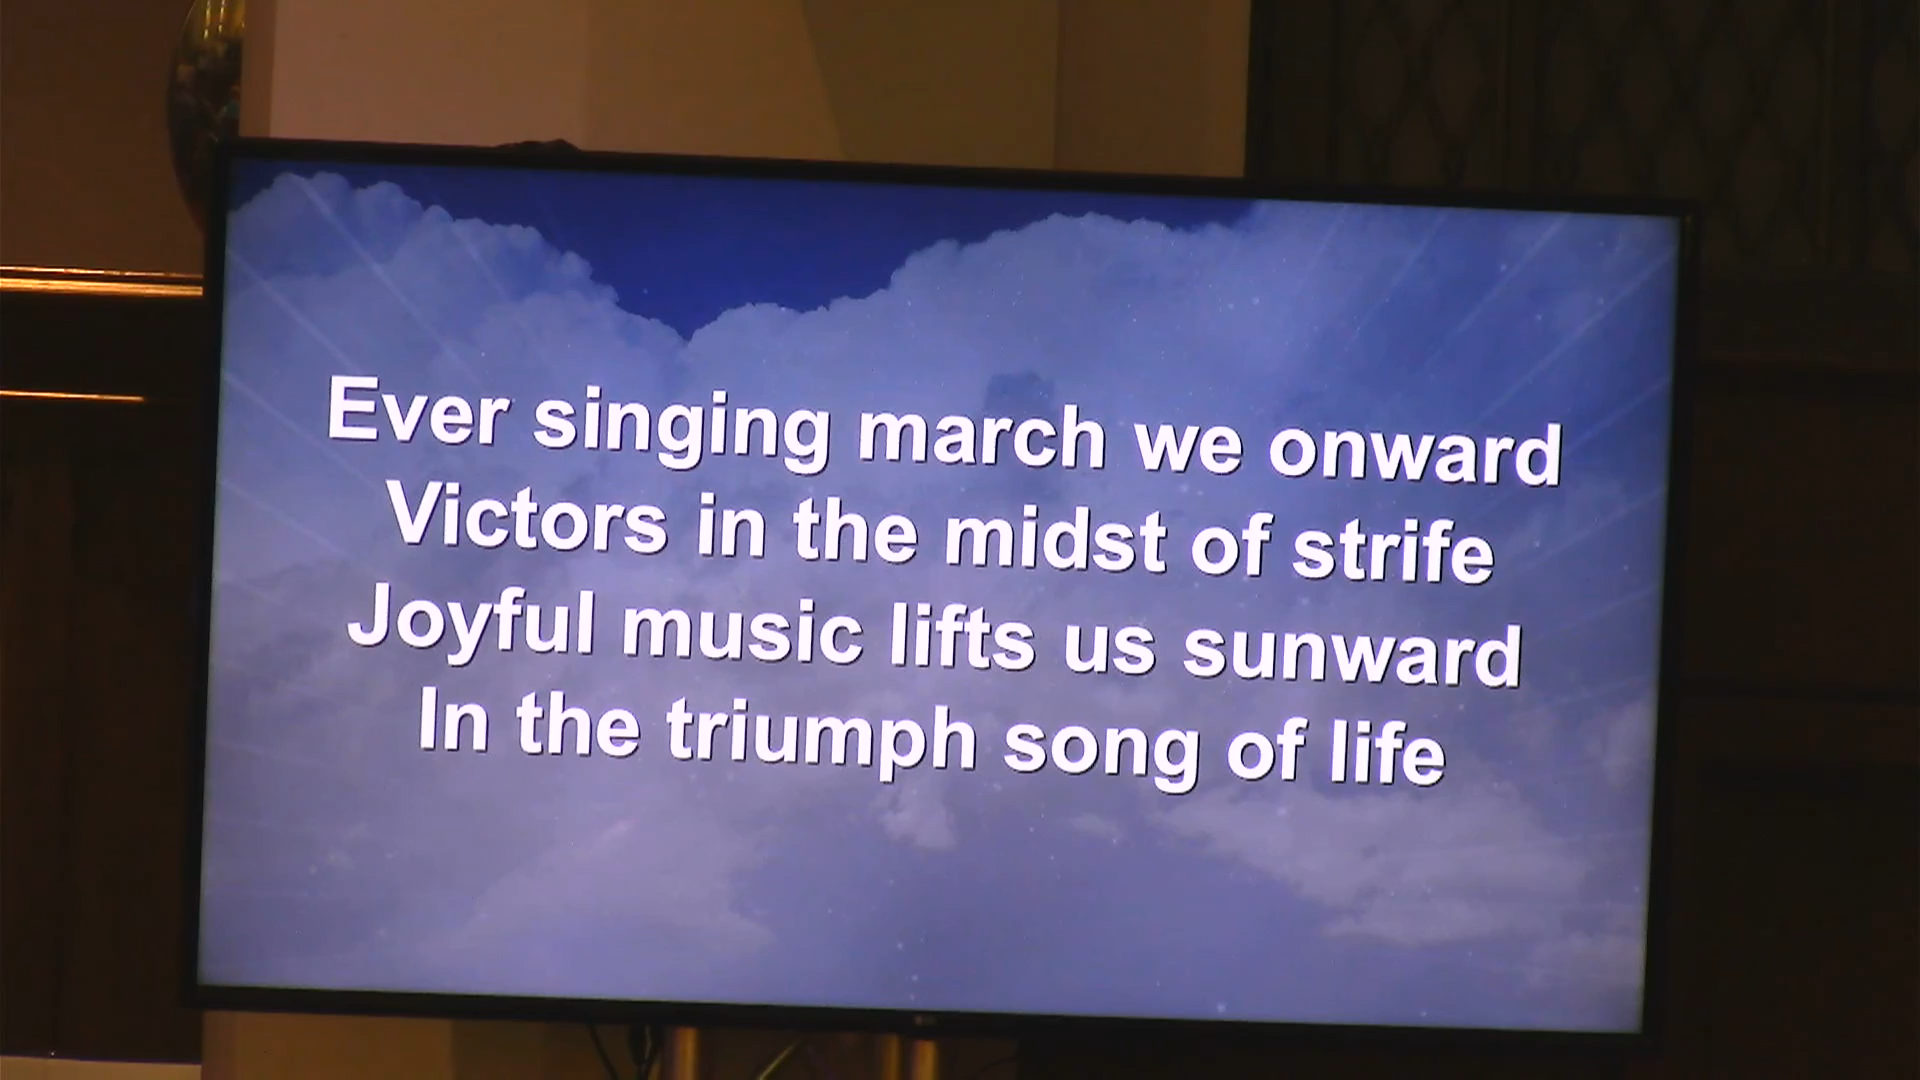 Ever singing march we onward
Victors in the midst of strife
Joyful music lifts us sunward
In the triumph song of life